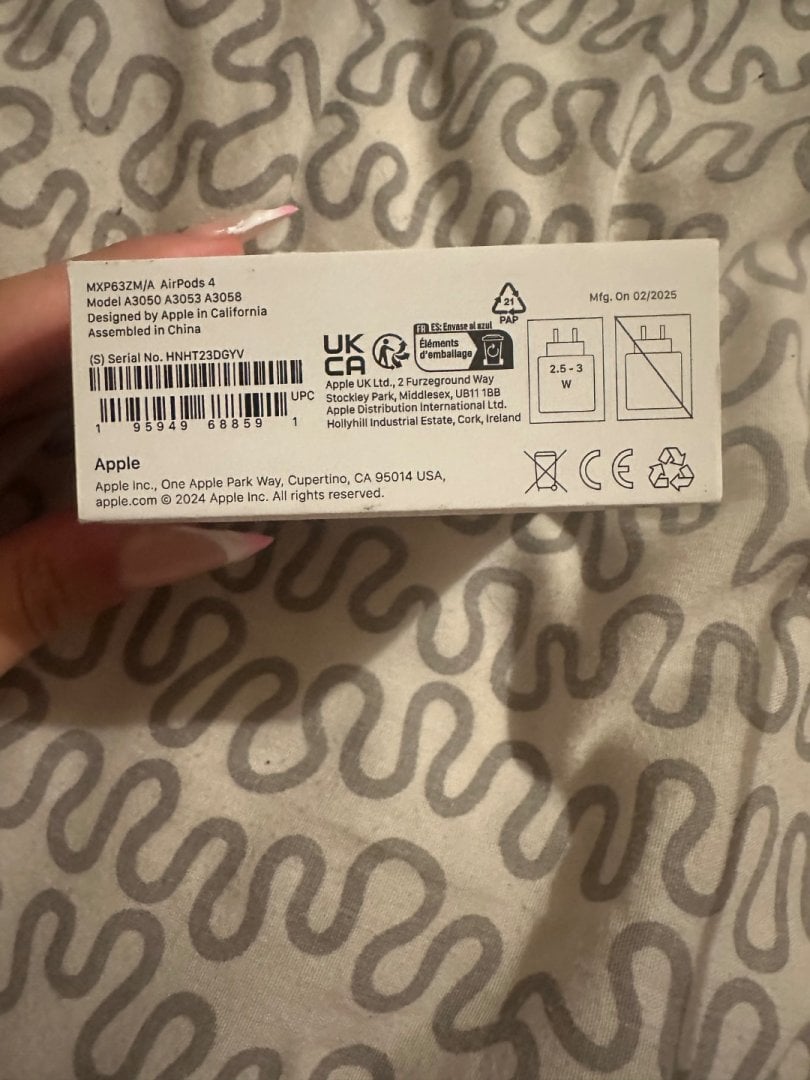 MXP63ZM/A AirPods 4
Model A3050 A3053 A3058
Designed by Apple in California
Assembled in China
(S) Serial No. HNHT23DGYV
UPC
1 95949 68859 1
Apple
Apple Inc., One Apple Park Way, Cupertino, CA 95014 USA,
apple.com © 2024 Apple Inc. All rights reserved.
UK
CA
FR ES: Envase al azul
Éléments
d'emballage
Apple UK Ltd., 2 Furzeground Way
Stockley Park, Middlesex, UB11 1BB
Apple Distribution International Ltd.
Hollyhill Industrial Estate, Cork, Ireland
21
PAP
Mfg. On 02/2025
2.5 - 3
W
CE